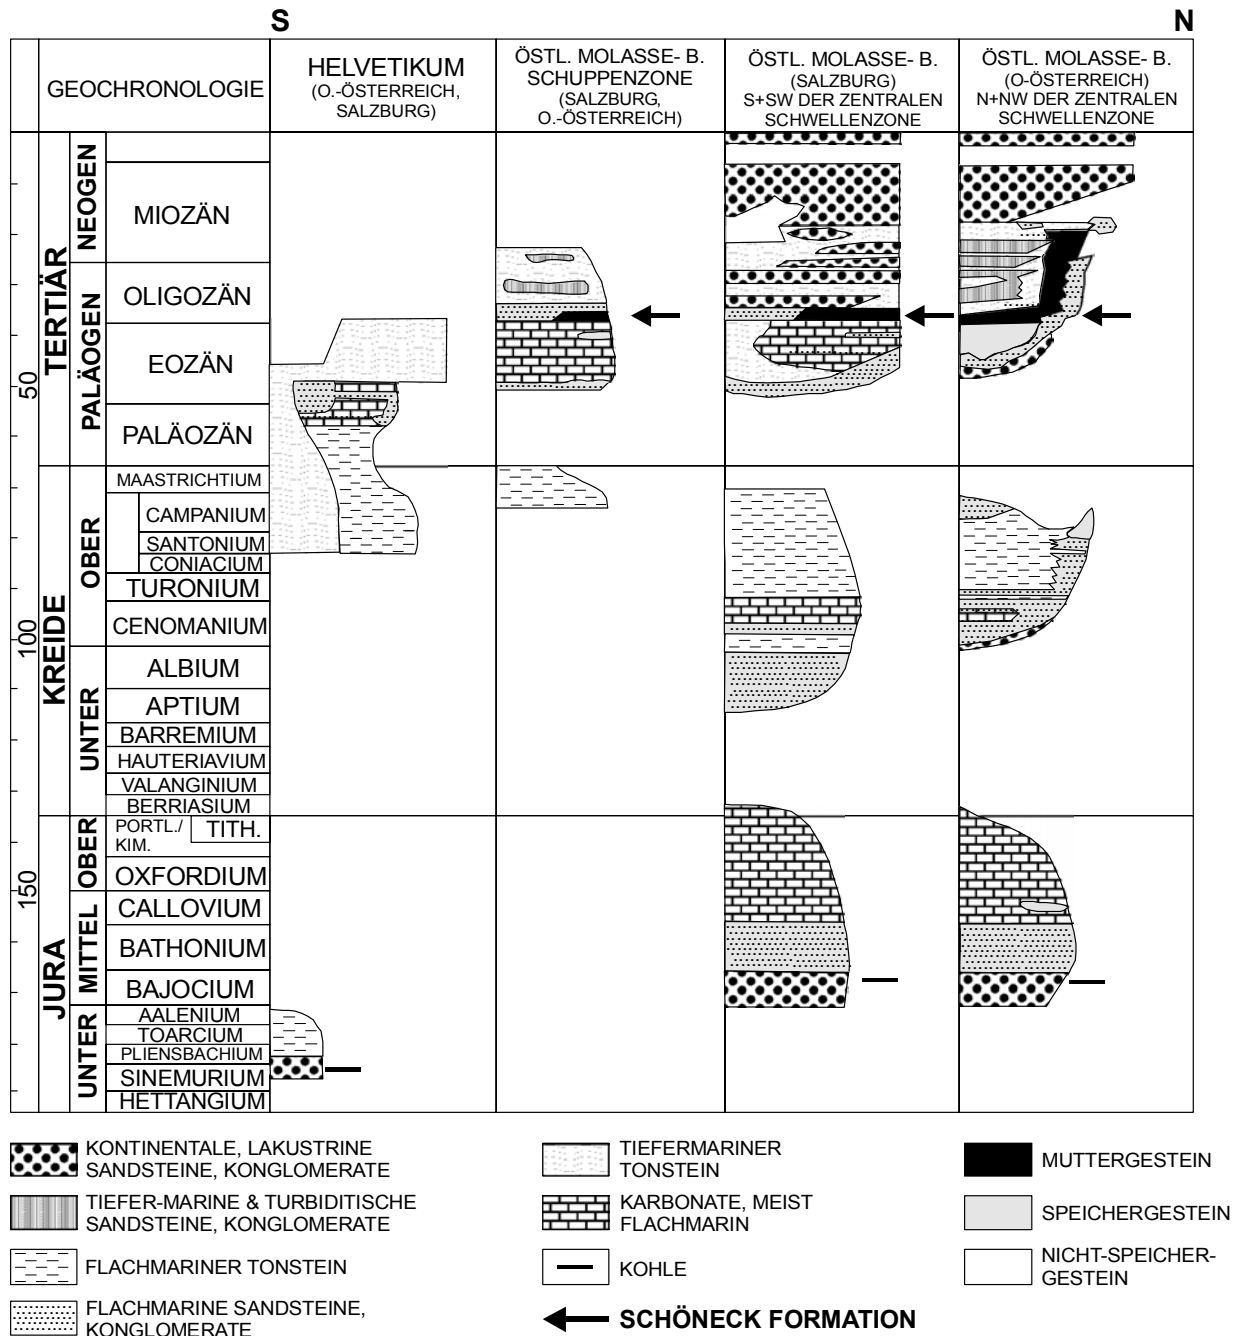 S
N
GEOCHRONOLOGIE
HELVETIKUM
(O.-ÖSTERREICH,
SALZBURG)
ÖSTL. MOLASSE- B.
SCHUPPENZONE
(SALZBURG,
O.-ÖSTERREICH)
ÖSTL. MOLASSE- B.
(SALZBURG)
S+SW DER ZENTRALEN
SCHWELLENZONE
ÖSTL. MOLASSE- B.
(O-ÖSTERREICH)
N+NW DER ZENTRALEN
SCHWELLENZONE
50
100
150
TERTIÄR
KREIDE
JURA
NEOGEN
PALÄOGEN
OBER
UNTER
OBER
MITTEL
UNTER
MIOZÄN
OLIGOZÄN
EOZÄN
PALÄOZÄN
MAASTRICHTIUM
CAMPANIUM
SANTONIUM
CONIACIUM
TURONIUM
CENOMANIUM
ALBIUM
APTIUM
BARREMIUM
HAUTERIAVIUM
VALANGINIUM
BERRIASIUM
PORTL./
KIM.
TITH.
OXFORDIUM
CALLOVIUM
BATHONIUM
BAJOCIUM
AALENIUM
TOARCIUM
PLIENSBACHIUM
SINEMURIUM
HETTANGIUM
KONTINENTALE, LAKUSTRINE
SANDSTEINE, KONGLOMERATE
TIEFER-MARINE & TURBIDITISCHE
SANDSTEINE, KONGLOMERATE
FLACHMARINER TONSTEIN
FLACHMARINE SANDSTEINE,
KONGLOMERATE
TIEFERMARINER
TONSTEIN
KARBONATE, MEIST
FLACHMARIN
KOHLE
SCHÖNECK FORMATION
MUTTERGESTEIN
SPEICHERGESTEIN
NICHT-SPEICHER-
GESTEIN